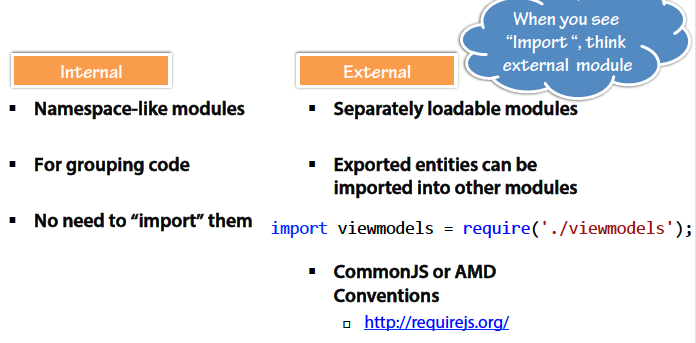 When you see
"Import ", think
external module
Internal
External
▪ Namespace-like modules
▪ For grouping code
▪ No need to "import" them
▪ Separately loadable modules
▪ Exported entities can be
imported into other modules
import viewmodels = require('./viewmodels');
▪ CommonJS or AMD
Conventions
▫ http://requirejs.org/